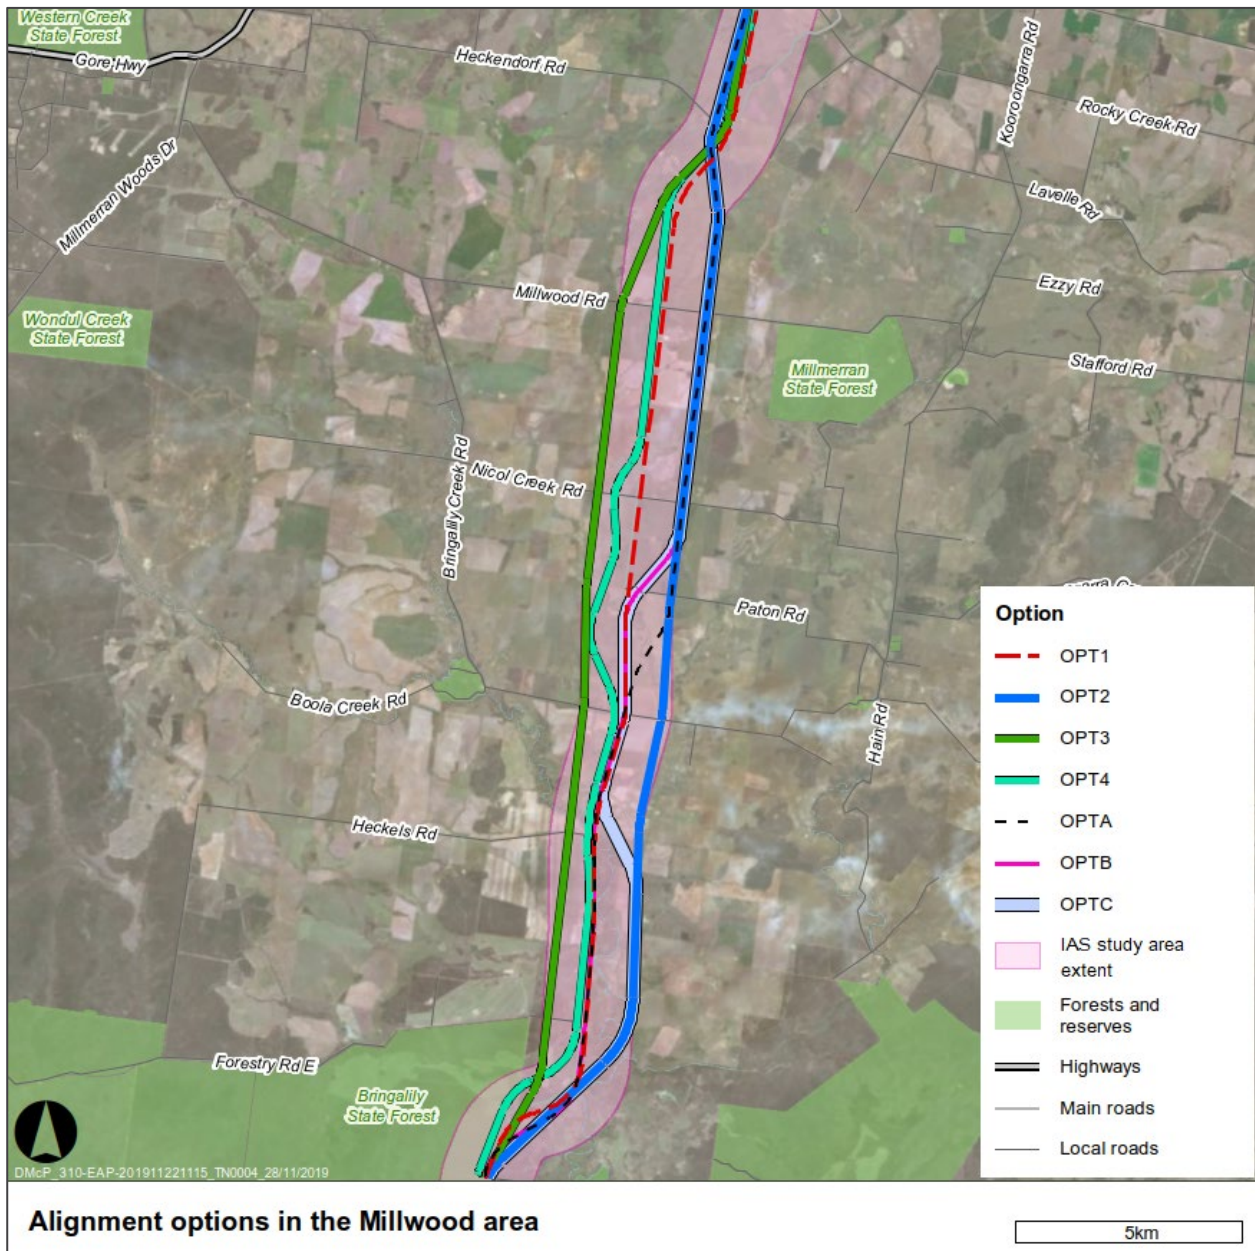 Western Creek
State Forest
Gore Hwy
Heckendorf Rd
Kooroongarra Rd
Rocky Creek Rd
Millmerran Woods Dr
Lavelle Rd
Ezzy Rd
Millwood Rd
Wondul Creek
State Forest
Stafford Rd
Millmerran
State Forest
Bringalily Creek Rd
Nicol Creek Rd
Paton Rd
Boola Creek Rd
Hain Rd
Heckels Rd
Forestry Rd E
Bringalily
State Forest
Option
OPT1
OPT2
OPT3
OPT4
OPTA
OPTB
OPTC
IAS study area
extent
Forests and
reserves
Highways
Main roads
Local roads
DMcP_310-EAP-201911221115_TN0004_28/11/2019
Alignment options in the Millwood area
5km